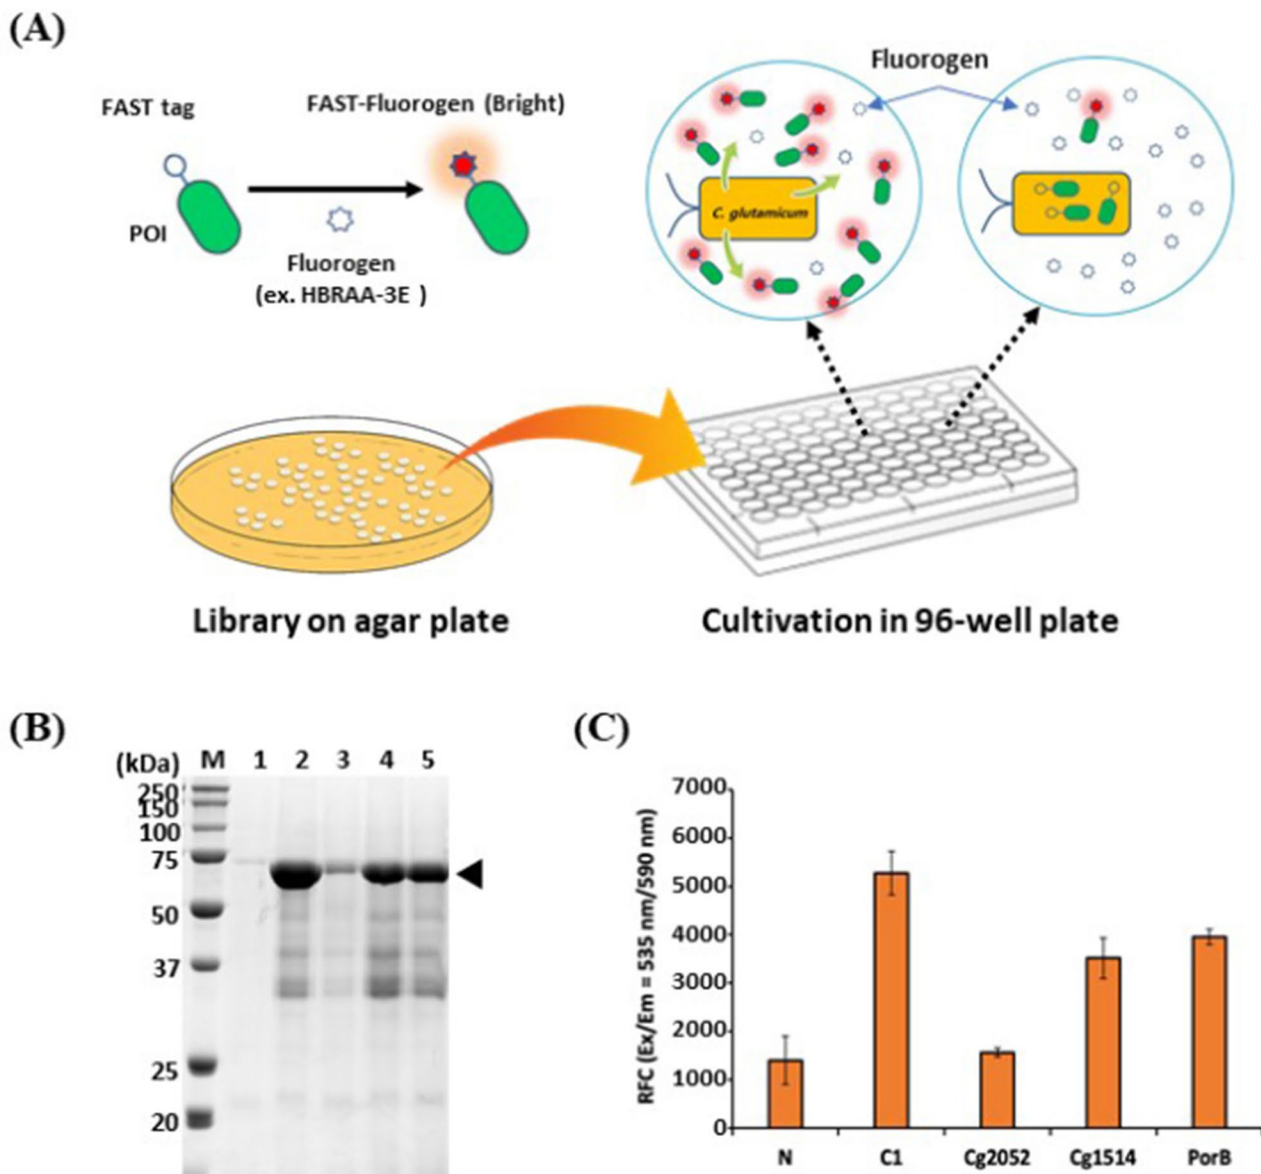 (A)
FAST tag
FAST-Fluorogen (Bright)
Fluorogen
POI
Fluorogen
(ex. HBRAA-3E )
C. glutamicum
Library on agar plate
Cultivation in 96-well plate
(B)
(kDa) M 1 2 3 4 5
250
150
100
75
50
37
25
20
(C)
RFC (Ex/Em = 535 nm/590 nm)
7000
6000
5000
4000
3000
2000
1000
0
N C1 Cg2052 Cg1514 PorB